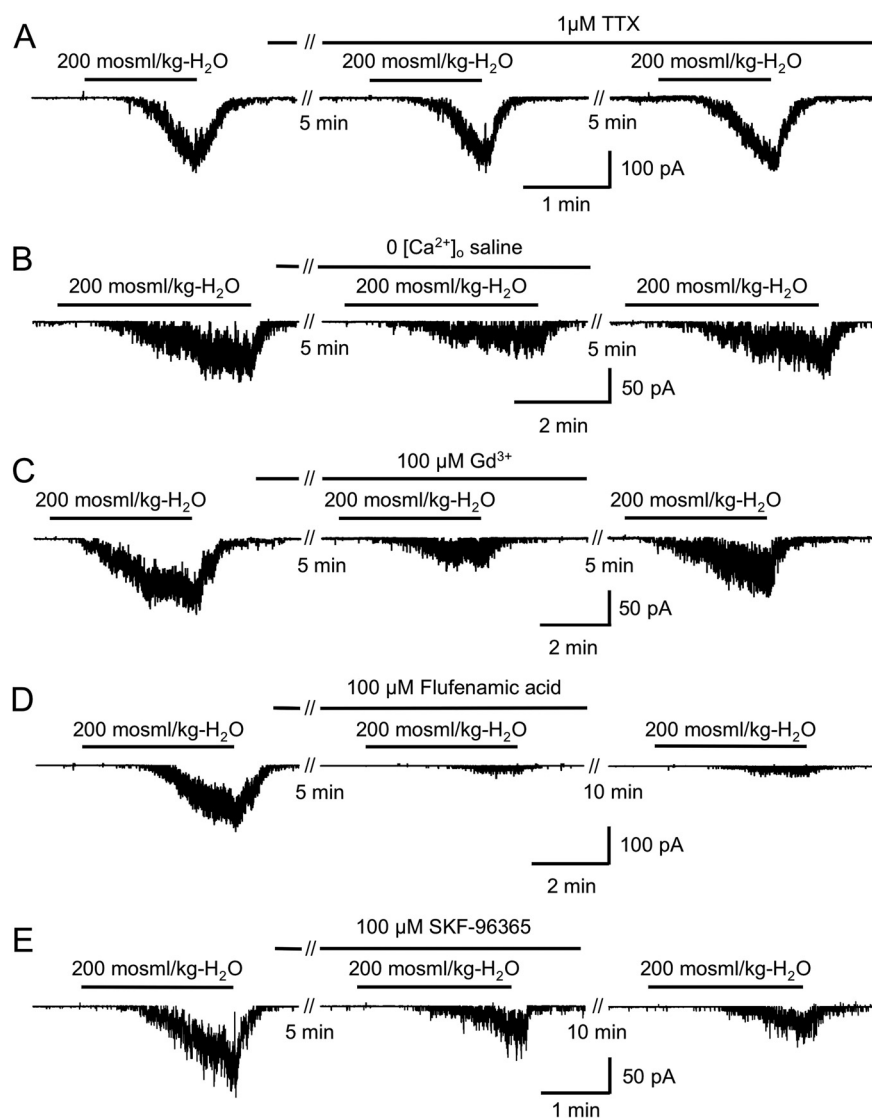 A
1µM TTX
200 mosml/kg-H₂O 200 mosml/kg-H₂O 200 mosml/kg-H₂O
// // //
5 min 5 min
100 pA
1 min
B
0 [Ca²⁺]ₒ saline
200 mosml/kg-H₂O 200 mosml/kg-H₂O 200 mosml/kg-H₂O
// // //
5 min 5 min
50 pA
2 min
C
100 µM Gd³⁺
200 mosml/kg-H₂O 200 mosml/kg-H₂O 200 mosml/kg-H₂O
// // //
5 min 5 min
50 pA
2 min
D
100 µM Flufenamic acid
200 mosml/kg-H₂O 200 mosml/kg-H₂O 200 mosml/kg-H₂O
// // //
5 min 10 min
100 pA
2 min
E
100 µM SKF-96365
200 mosml/kg-H₂O 200 mosml/kg-H₂O 200 mosml/kg-H₂O
// // //
5 min 10 min
50 pA
1 min